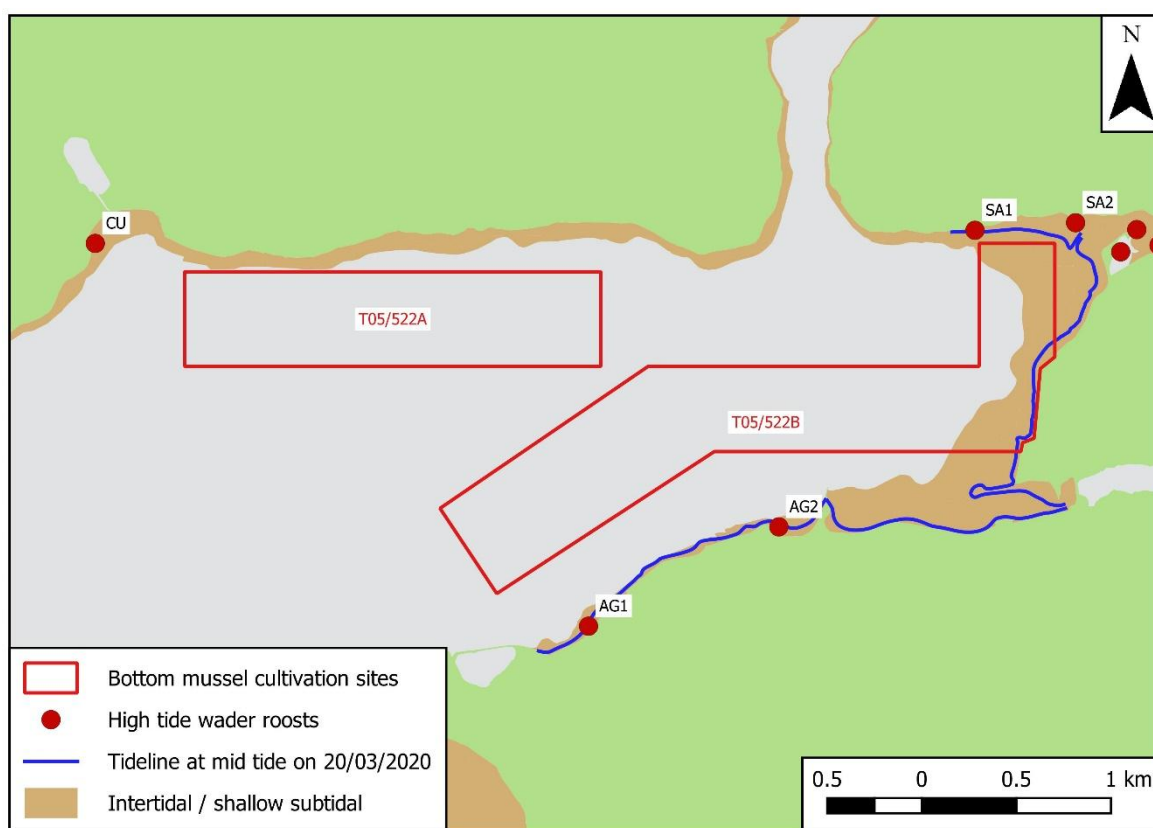 N
CU
SA1
SA2
T05/522A
T05/522B
AG2
AG1
Bottom mussel cultivation sites
High tide wader roosts
Tideline at mid tide on 20/03/2020
Intertidal / shallow subtidal
0.5 0 0.5 1 km